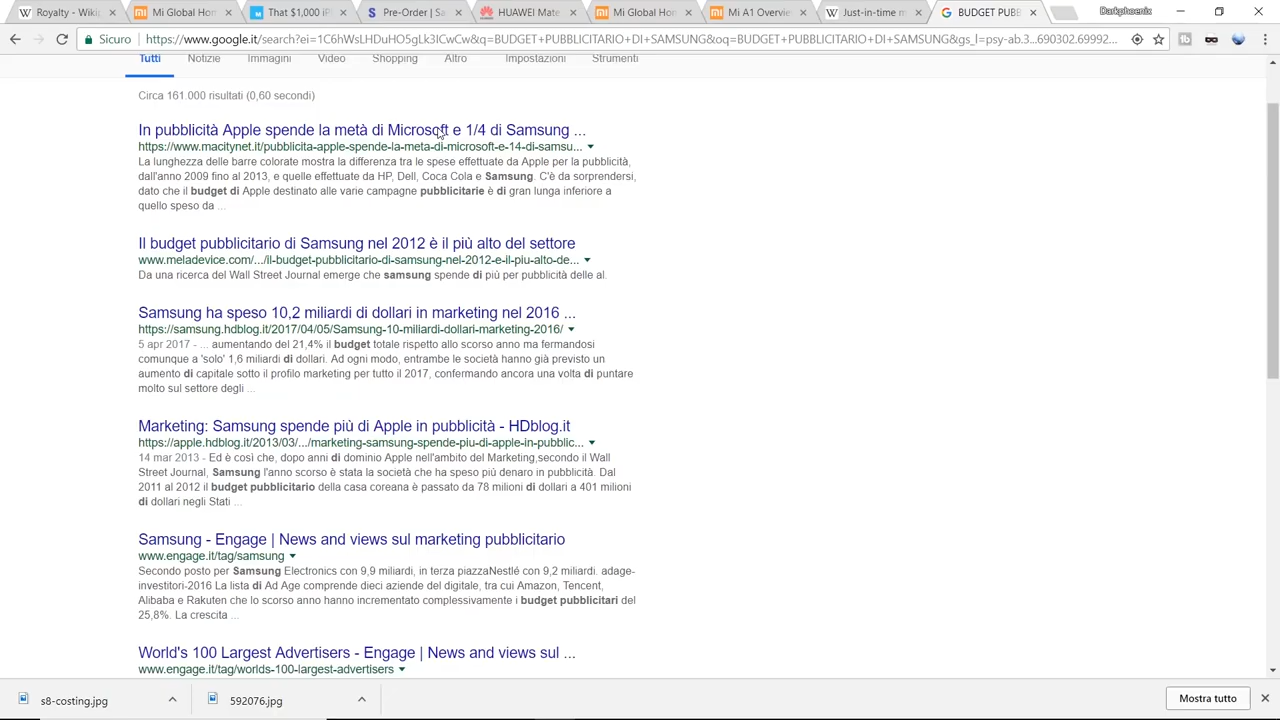 Royalty - Wikip
Mi Global Hom
That $1,000 iPh
Pre-Order | Sa
HUAWEI Mate
Mi Global Hom
Mi A1 Overvie
Just-in-time m
BUDGET PUBB
Darkphoenix
Sicuro
https://www.google.it/search?ei=1C6hWsLHDuHO5gLk3ICwCw&q=BUDGET+PUBBLICITARIO+DI+SAMSUNG&oq=BUDGET+PUBBLICITARIO+DI+SAMSUNG&gs_l=psy-ab.3...690302.69992...
Tutti Notizie Immagini Video Shopping Altro Impostazioni Strumenti
Circa 161.000 risultati (0,60 secondi)
In pubblicità Apple spende la metà di Microsoft e 1/4 di Samsung ...
https://www.macitynet.it/pubblicita-apple-spende-la-meta-di-microsoft-e-14-di-samsu...
La lunghezza delle barre colorate mostra la differenza tra le spese effettuate da Apple per la pubblicità,
dall'anno 2009 fino al 2013, e quelle effettuate da HP, Dell, Coca Cola e Samsung. C'è da sorprendersi,
dato che il budget di Apple destinato alle varie campagne pubblicitarie è di gran lunga inferiore a
quello speso da ...
Il budget pubblicitario di Samsung nel 2012 è il più alto del settore
www.meladevice.com/.../il-budget-pubblicitario-di-samsung-nel-2012-e-il-piu-alto-de...
Da una ricerca del Wall Street Journal emerge che samsung spende di più per pubblicità delle al.
Samsung ha speso 10,2 miliardi di dollari in marketing nel 2016 ...
https://samsung.hdblog.it/2017/04/05/Samsung-10-miliardi-dollari-marketing-2016/
5 apr 2017 - ... aumentando del 21,4% il budget totale rispetto allo scorso anno ma fermandosi
comunque a 'solo' 1,6 miliardi di dollari. Ad ogni modo, entrambe le società hanno già previsto un
aumento di capitale sotto il profilo marketing per tutto il 2017, confermando ancora una volta di puntare
molto sul settore degli ...
Marketing: Samsung spende più di Apple in pubblicità - HDblog.it
https://apple.hdblog.it/2013/03/.../marketing-samsung-spende-piu-di-apple-in-pubblic...
14 mar 2013 - Ed è così che, dopo anni di dominio Apple nell'ambito del Marketing,secondo il Wall
Street Journal, Samsung l'anno scorso è stata la società che ha speso più denaro in pubblicità. Dal
2011 al 2012 il budget pubblicitario della casa coreana è passato da 78 milioni di dollari a 401 milioni
di dollari negli Stati ...
Samsung - Engage | News and views sul marketing pubblicitario
www.engage.it/tag/samsung
Secondo posto per Samsung Electronics con 9,9 miliardi, in terza piazzaNestlé con 9,2 miliardi. adage-
investitori-2016 La lista di Ad Age comprende dieci aziende del digitale, tra cui Amazon, Tencent,
Alibaba e Rakuten che lo scorso anno hanno incrementato complessivamente i budget pubblicitari del
25,8%. La crescita ...
World's 100 Largest Advertisers - Engage | News and views sul ...
www.engage.it/tag/worlds-100-largest-advertisers
s8-costing.jpg
592076.jpg
Mostra tutto